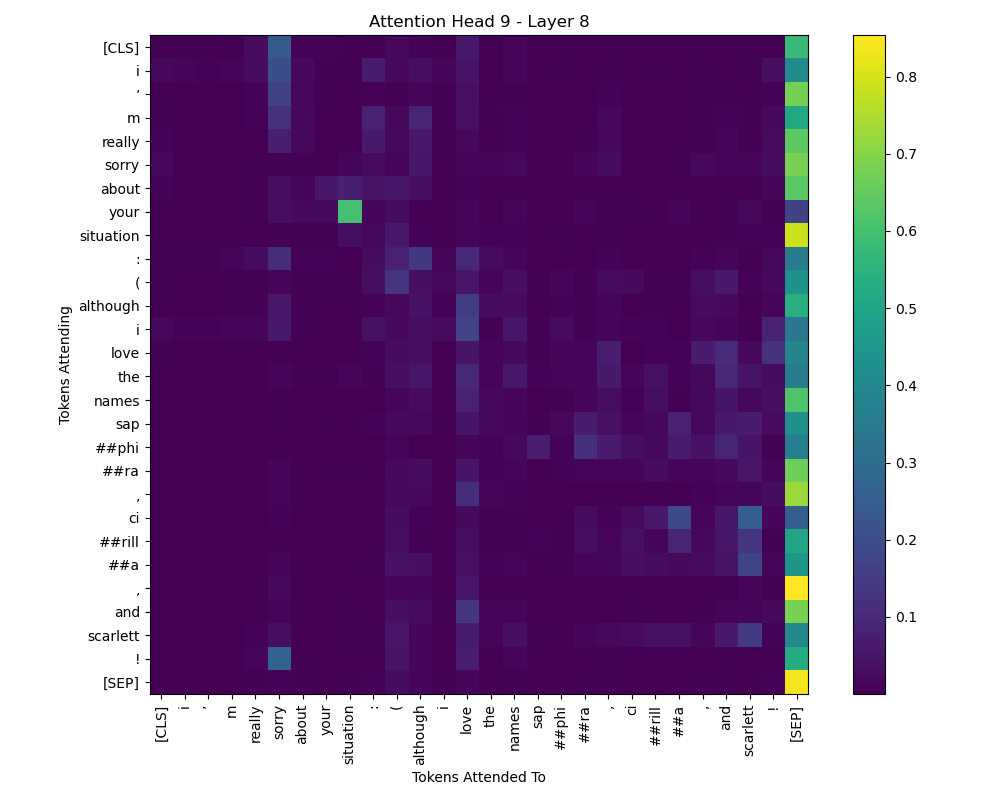 Attention Head 9 - Layer 8
[CLS]
i
’
m
really
sorry
about
your
situation
:
(
although
i
love
the
names
sap
##phi
##ra
,
ci
##rill
##a
,
and
scarlett
!
[SEP]
Tokens Attending
[CLS]
i
’
m
really
sorry
about
your
situation
:
(
although
i
love
the
names
sap
##phi
##ra
,
ci
##rill
##a
,
and
scarlett
!
[SEP]
Tokens Attended To
0.8
0.7
0.6
0.5
0.4
0.3
0.2
0.1